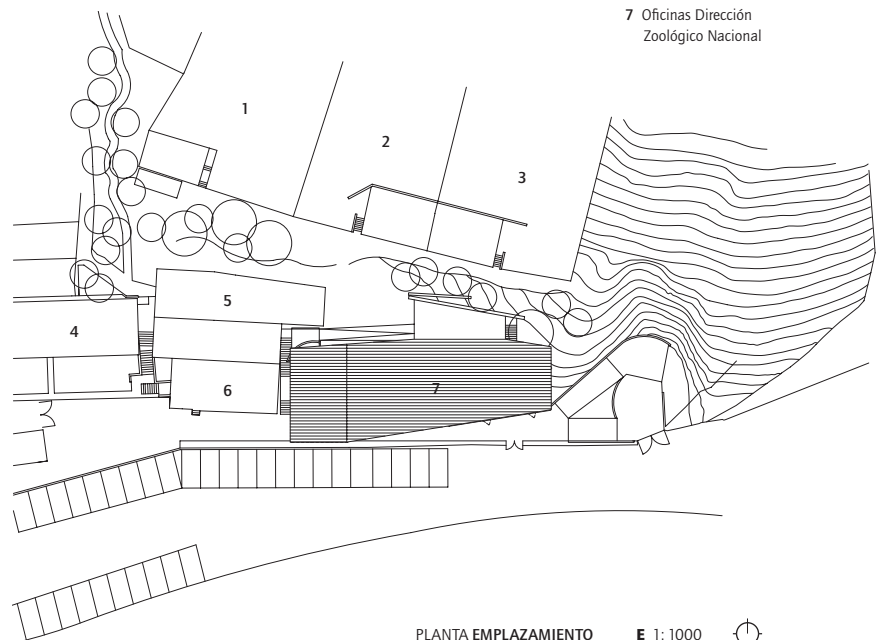 7 Oficinas Dirección
Zoológico Nacional
1
2
3
5
4
6
7
PLANTA EMPLAZAMIENTO E 1: 1000